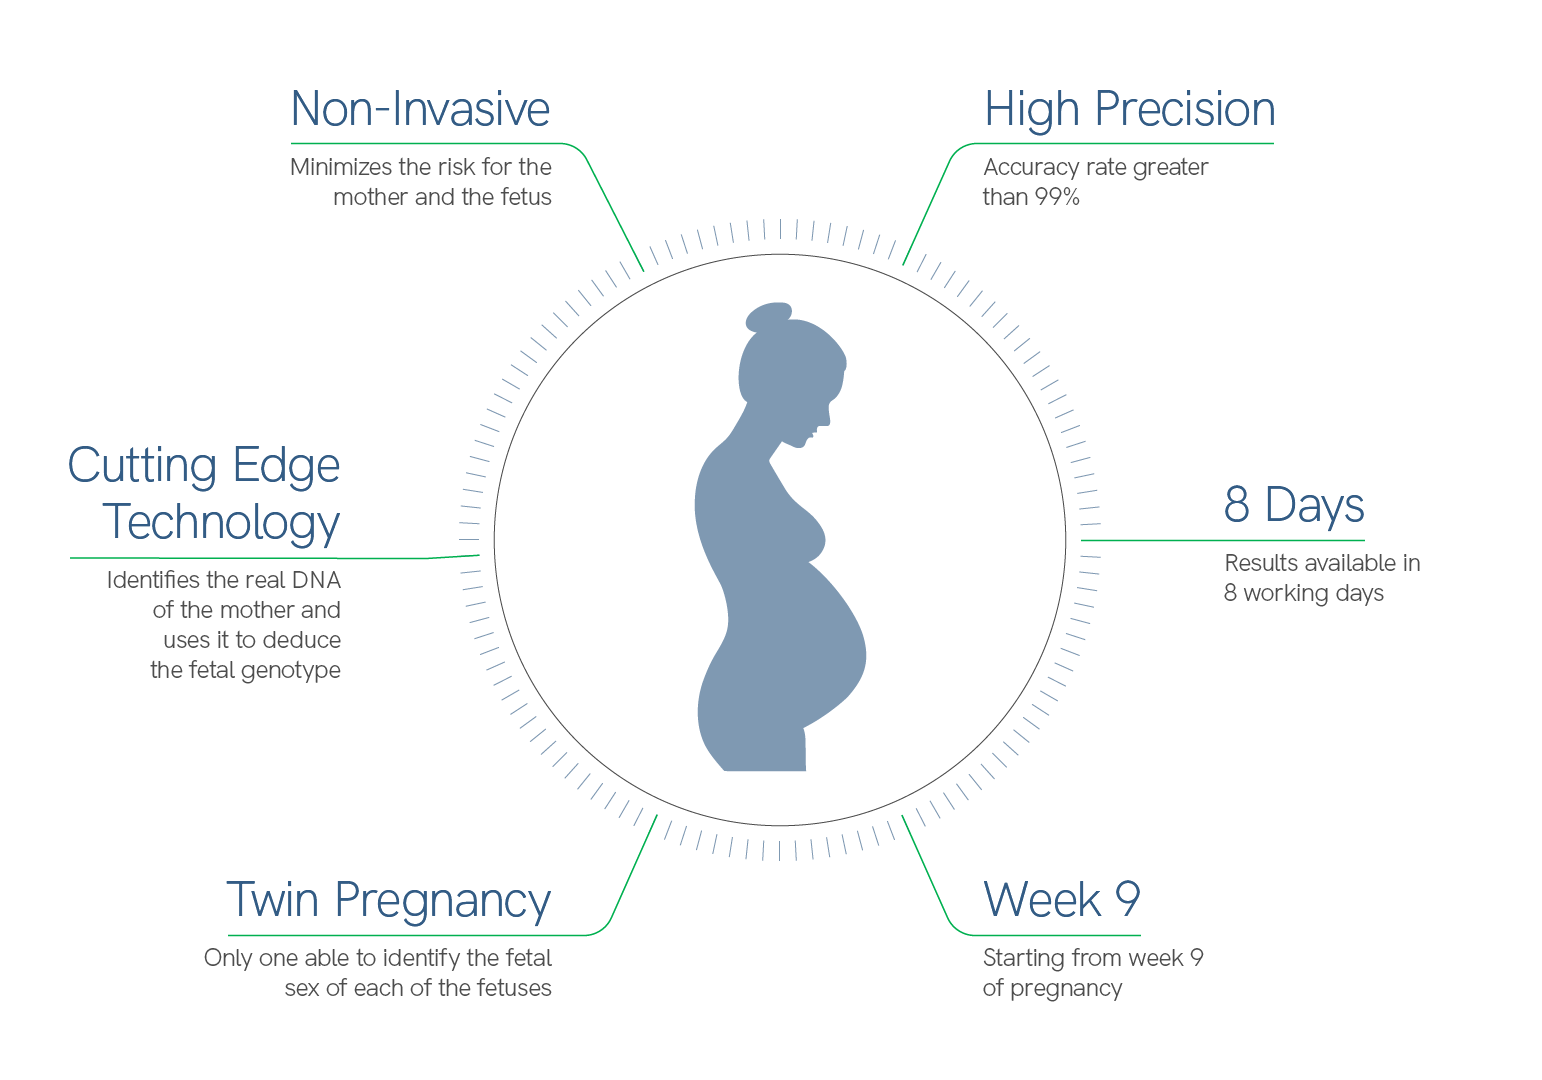 Non-Invasive
Minimizes the risk for the
mother and the fetus
High Precision
Accuracy rate greater
than 99%
Cutting Edge
Technology
Identifies the real DNA
of the mother and
uses it to deduce
the fetal genotype
8 Days
Results available in
8 working days
Twin Pregnancy
Only one able to identify the fetal
sex of each of the fetuses
Week 9
Starting from week 9
of pregnancy